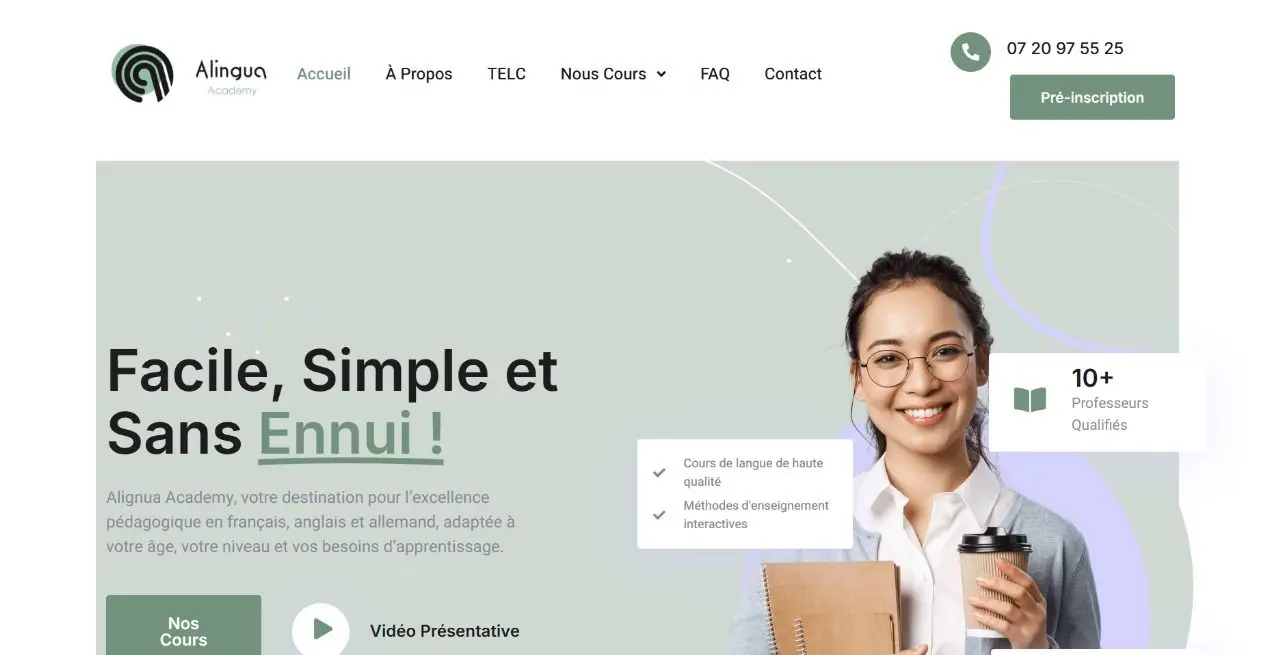 Alingua
Academy
Accueil
À Propos
TELC
Nous Cours
FAQ
Contact
07 20 97 55 25
Pré-inscription
Facile, Simple et
Sans Ennui !
Alignua Academy, votre destination pour l'excellence
pédagogique en français, anglais et allemand, adaptée à
votre âge, votre niveau et vos besoins d'apprentissage.
Nos
Cours
Vidéo Présentative
Cours de langue de haute
qualité
Méthodes d'enseignement
interactives
10+
Professeurs
Qualifiés